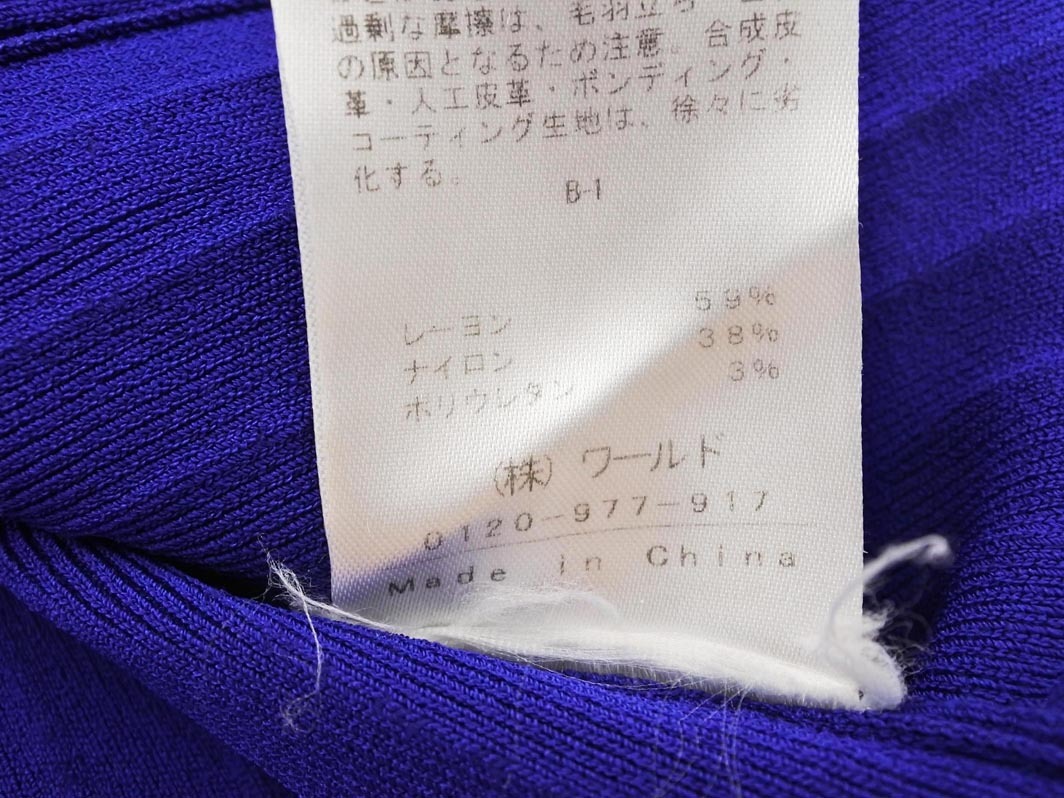 過剰な摩擦は、毛羽立ち
の原因となるため注意。合成皮
革・人工皮革・ボンディング・
コーティング生地は、徐々に劣
化する。
B-1
レーヨン 59%
ナイロン 38%
ポリウレタン 3%
(株) ワールド
0120-977-917
Made in China